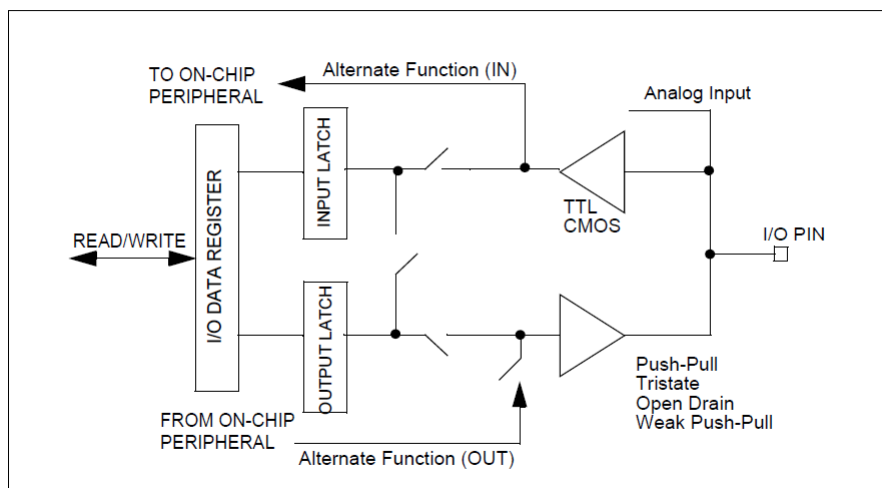 TO ON-CHIP
PERIPHERAL
Alternate Function (IN)
Analog Input
I/O DATA REGISTER
INPUT LATCH
TTL
CMOS
I/O PIN
READ/WRITE
OUTPUT LATCH
Push-Pull
Tristate
Open Drain
Weak Push-Pull
FROM ON-CHIP
PERIPHERAL
Alternate Function (OUT)